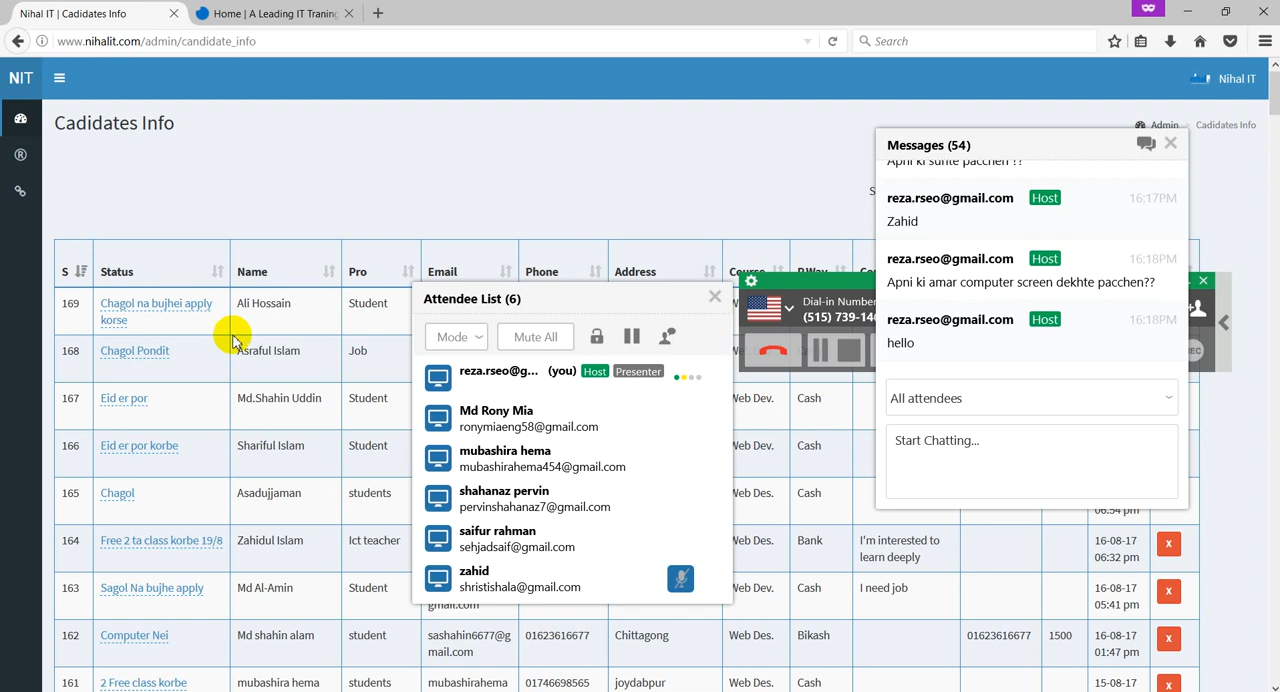 Nihal IT | Cadidates Info
Home | A Leading IT Traning
www.nihalit.com/admin/candidate_info
Search
NIT
Nihal IT
Cadidates Info
Admin
Cadidates Info
S
S Status Name Pro Email Phone Address Course P.Way
169 Chagol na bujhei apply korse Ali Hossain Student
168 Chagol Pondit Asraful Islam Job
167 Eid er por Md.Shahin Uddin Student Web Dev. Cash
166 Eid er por korbe Shariful Islam Student Web Dev. Cash
165 Chagol Asadujjaman students Web Des. Cash
06:54 pm
164 Free 2 ta class korbe 19/8 Zahidul Islam Ict teacher Web Des. Bank I'm interested to learn deeply 16-08-17 06:32 pm X
163 Sagol Na bujhe apply Md Al-Amin Student gmail.com Web Dev. Cash I need job 16-08-17 05:41 pm X
162 Computer Nei Md shahin alam student sashahin6677@gmail.com 01623616677 Chittagong Web Des. Bikash 01623616677 1500 16-08-17 01:47 pm X
161 2 Free class korbe mubashira hema students mubashirahema 01746698565 joydabpur Web Des. Cash 15-08-17 X
Attendee List (6)
Mode
Mute All
reza.rseo@g... (you) Host Presenter
Md Rony Mia
ronymiaeng58@gmail.com
mubashira hema
mubashirahema454@gmail.com
shahanaz pervin
pervinshahanaz7@gmail.com
saifur rahman
sehjadsaif@gmail.com
zahid
shristishala@gmail.com
Dial-in Number
(515) 739-14
REC
Messages (54)
Apni ki sunte pacchen ??
reza.rseo@gmail.com Host 16:17PM
Zahid
reza.rseo@gmail.com Host 16:18PM
Apni ki amar computer screen dekhte pacchen??
reza.rseo@gmail.com Host 16:18PM
hello
All attendees
Start Chatting...